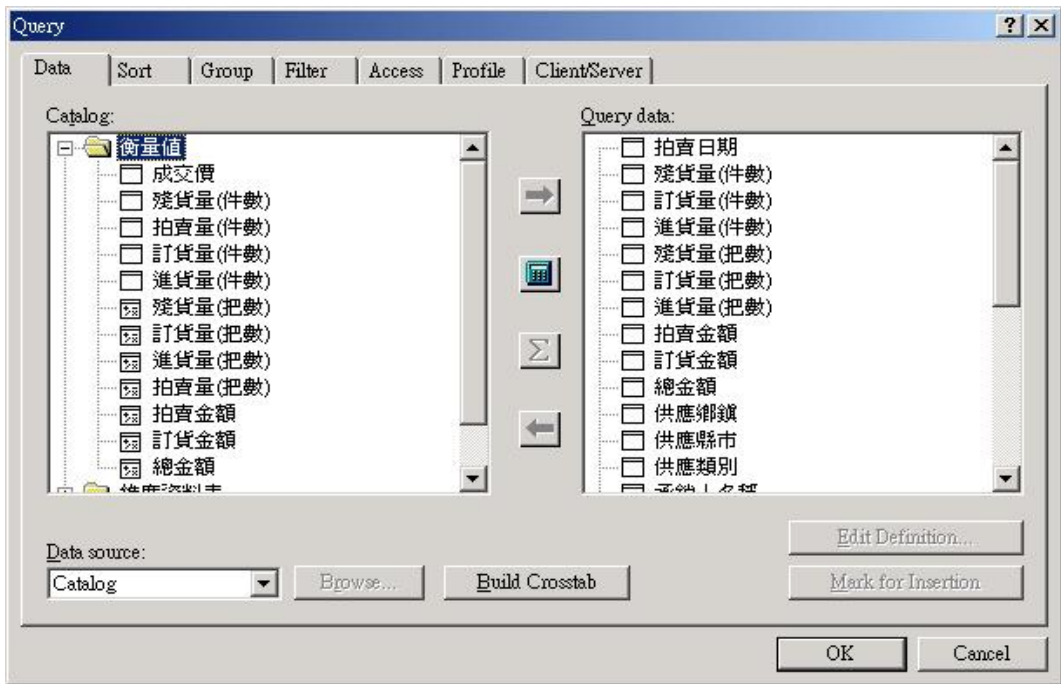 Query
Data Sort Group Filter Access Profile Client/Server
Catalog:
衡量值
成交價
殘貨量(件數)
拍賣量(件數)
訂貨量(件數)
進貨量(件數)
殘貨量(把數)
訂貨量(把數)
進貨量(把數)
拍賣量(把數)
拍賣金額
訂貨金額
總金額
Query data:
拍賣日期
殘貨量(件數)
訂貨量(件數)
進貨量(件數)
殘貨量(把數)
訂貨量(把數)
進貨量(把數)
拍賣金額
訂貨金額
總金額
供應鄉鎮
供應縣市
供應類別
Σ
Data source:
Catalog
Browse...
Build Crosstab
Edit Definition...
Mark for Insertion
OK
Cancel